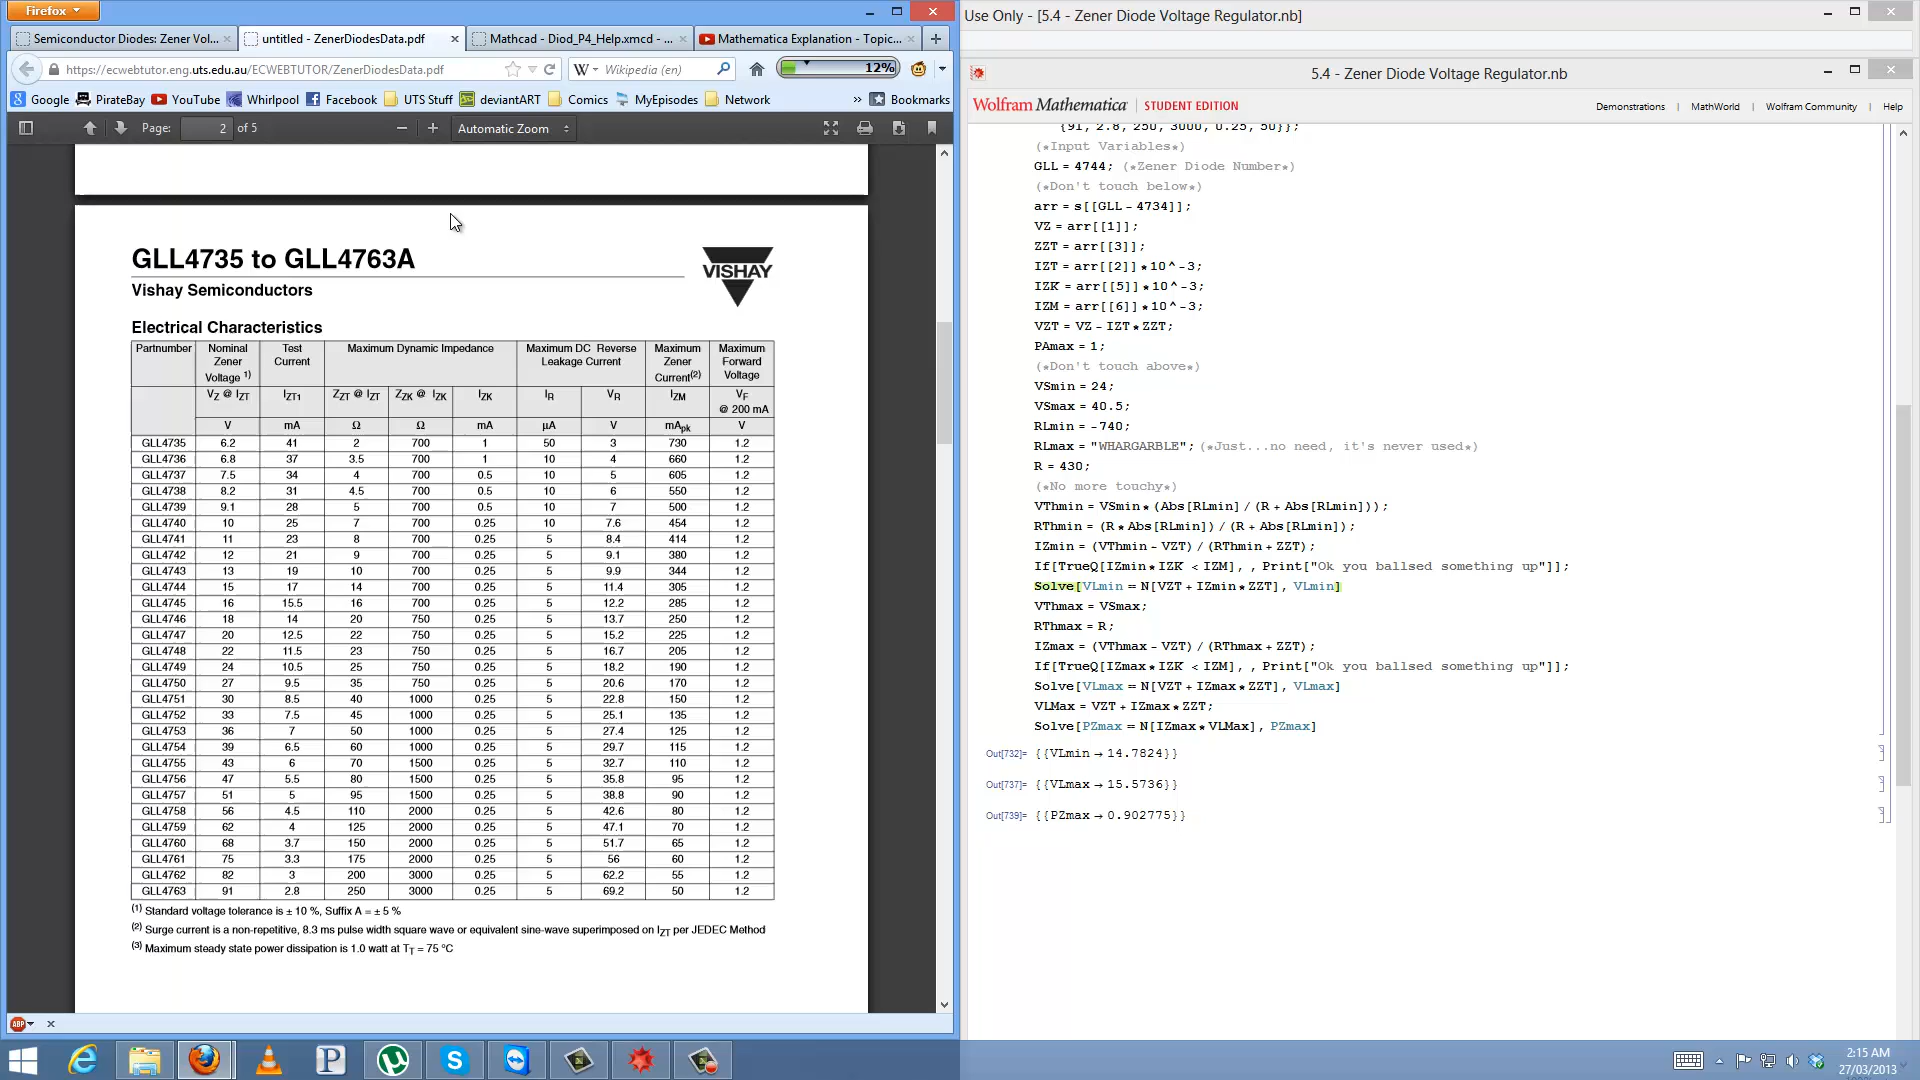 Firefox
Semiconductor Diodes: Zener Vol...
untitled - ZenerDiodesData.pdf
Mathcad - Diod_P4_Help.xmcd - ...
Mathematica Explanation - Topic...
https://ecwebtutor.eng.uts.edu.au/ECWEBTUTOR/ZenerDiodesData.pdf
W Wikipedia (en)
12%
Google
PirateBay
YouTube
Whirlpool
Facebook
UTS Stuff
deviantART
Comics
MyEpisodes
Network
»
Bookmarks
Page: 2 of 5
Automatic Zoom
GLL4735 to GLL4763A
Vishay Semiconductors
VISHAY
Electrical Characteristics
Partnumber Nominal Zener Voltage 1) Test Current Maximum Dynamic Impedance Maximum DC Reverse Leakage Current Maximum Zener Current(2) Maximum Forward Voltage
VZ @ IZT IZT1 ZZT @ IZT ZZK @ IZK IZK IR VR IZM VF @ 200 mA
V mA Ω Ω mA µA V mApk V
GLL4735 6.2 41 2 700 1 50 3 730 1.2
GLL4736 6.8 37 3.5 700 1 10 4 660 1.2
GLL4737 7.5 34 4 700 0.5 10 5 605 1.2
GLL4738 8.2 31 4.5 700 0.5 10 6 550 1.2
GLL4739 9.1 28 5 700 0.5 10 7 500 1.2
GLL4740 10 25 7 700 0.25 10 7.6 454 1.2
GLL4741 11 23 8 700 0.25 5 8.4 414 1.2
GLL4742 12 21 9 700 0.25 5 9.1 380 1.2
GLL4743 13 19 10 700 0.25 5 9.9 344 1.2
GLL4744 15 17 14 700 0.25 5 11.4 305 1.2
GLL4745 16 15.5 16 700 0.25 5 12.2 285 1.2
GLL4746 18 14 20 750 0.25 5 13.7 250 1.2
GLL4747 20 12.5 22 750 0.25 5 15.2 225 1.2
GLL4748 22 11.5 23 750 0.25 5 16.7 205 1.2
GLL4749 24 10.5 25 750 0.25 5 18.2 190 1.2
GLL4750 27 9.5 35 750 0.25 5 20.6 170 1.2
GLL4751 30 8.5 40 1000 0.25 5 22.8 150 1.2
GLL4752 33 7.5 45 1000 0.25 5 25.1 135 1.2
GLL4753 36 7 50 1000 0.25 5 27.4 125 1.2
GLL4754 39 6.5 60 1000 0.25 5 29.7 115 1.2
GLL4755 43 6 70 1500 0.25 5 32.7 110 1.2
GLL4756 47 5.5 80 1500 0.25 5 35.8 95 1.2
GLL4757 51 5 95 1500 0.25 5 38.8 90 1.2
GLL4758 56 4.5 110 2000 0.25 5 42.6 80 1.2
GLL4759 62 4 125 2000 0.25 5 47.1 70 1.2
GLL4760 68 3.7 150 2000 0.25 5 51.7 65 1.2
GLL4761 75 3.3 175 2000 0.25 5 56 60 1.2
GLL4762 82 3 200 3000 0.25 5 62.2 55 1.2
GLL4763 91 2.8 250 3000 0.25 5 69.2 50 1.2
(1) Standard voltage tolerance is ± 10 %, Suffix A = ± 5 %
(2) Surge current is a non-repetitive, 8.3 ms pulse width square wave or equivalent sine-wave superimposed on IZT per JEDEC Method
(3) Maximum steady state power dissipation is 1.0 watt at TT = 75 °C
ABP
Use Only - [5.4 - Zener Diode Voltage Regulator.nb]
5.4 - Zener Diode Voltage Regulator.nb
Wolfram Mathematica | STUDENT EDITION
Demonstrations | MathWorld | Wolfram Community | Help
{91, 2.8, 250, 3000, 0.25, 50}};
(*Input Variables*)
GLL = 4744; (*Zener Diode Number*)
(*Don't touch below*)
arr = s[[GLL - 4734]];
VZ = arr[[1]];
ZZT = arr[[3]];
IZT = arr[[2]] * 10^-3;
IZK = arr[[5]] * 10^-3;
IZM = arr[[6]] * 10^-3;
VZT = VZ - IZT * ZZT;
PAmax = 1;
(*Don't touch above*)
VSmin = 24;
VSmax = 40.5;
RLmin = -740;
RLmax = "WHARGARBLE"; (*Just...no need, it's never used*)
R = 430;
(*No more touchy*)
VThmin = VSmin * (Abs[RLmin] / (R + Abs[RLmin]));
RThmin = (R * Abs[RLmin]) / (R + Abs[RLmin]);
IZmin = (VThmin - VZT) / (RThmin + ZZT);
If[TrueQ[IZmin * IZK < IZM], , Print["Ok you ballsed something up"]];
Solve[VLmin == N[VZT + IZmin * ZZT], VLmin]
VThmax = VSmax;
RThmax = R;
IZmax = (VThmax - VZT) / (RThmax + ZZT);
If[TrueQ[IZmax * IZK < IZM], , Print["Ok you ballsed something up"]];
Solve[VLmax == N[VZT + IZmax * ZZT], VLmax]
VLMax = VZT + IZmax * ZZT;
Solve[PZmax == N[IZmax * VLMax], PZmax]
Out[732]= {{VLmin → 14.7824}}
Out[737]= {{VLmax → 15.5736}}
Out[739]= {{PZmax → 0.902775}}
2:15 AM
27/03/2013